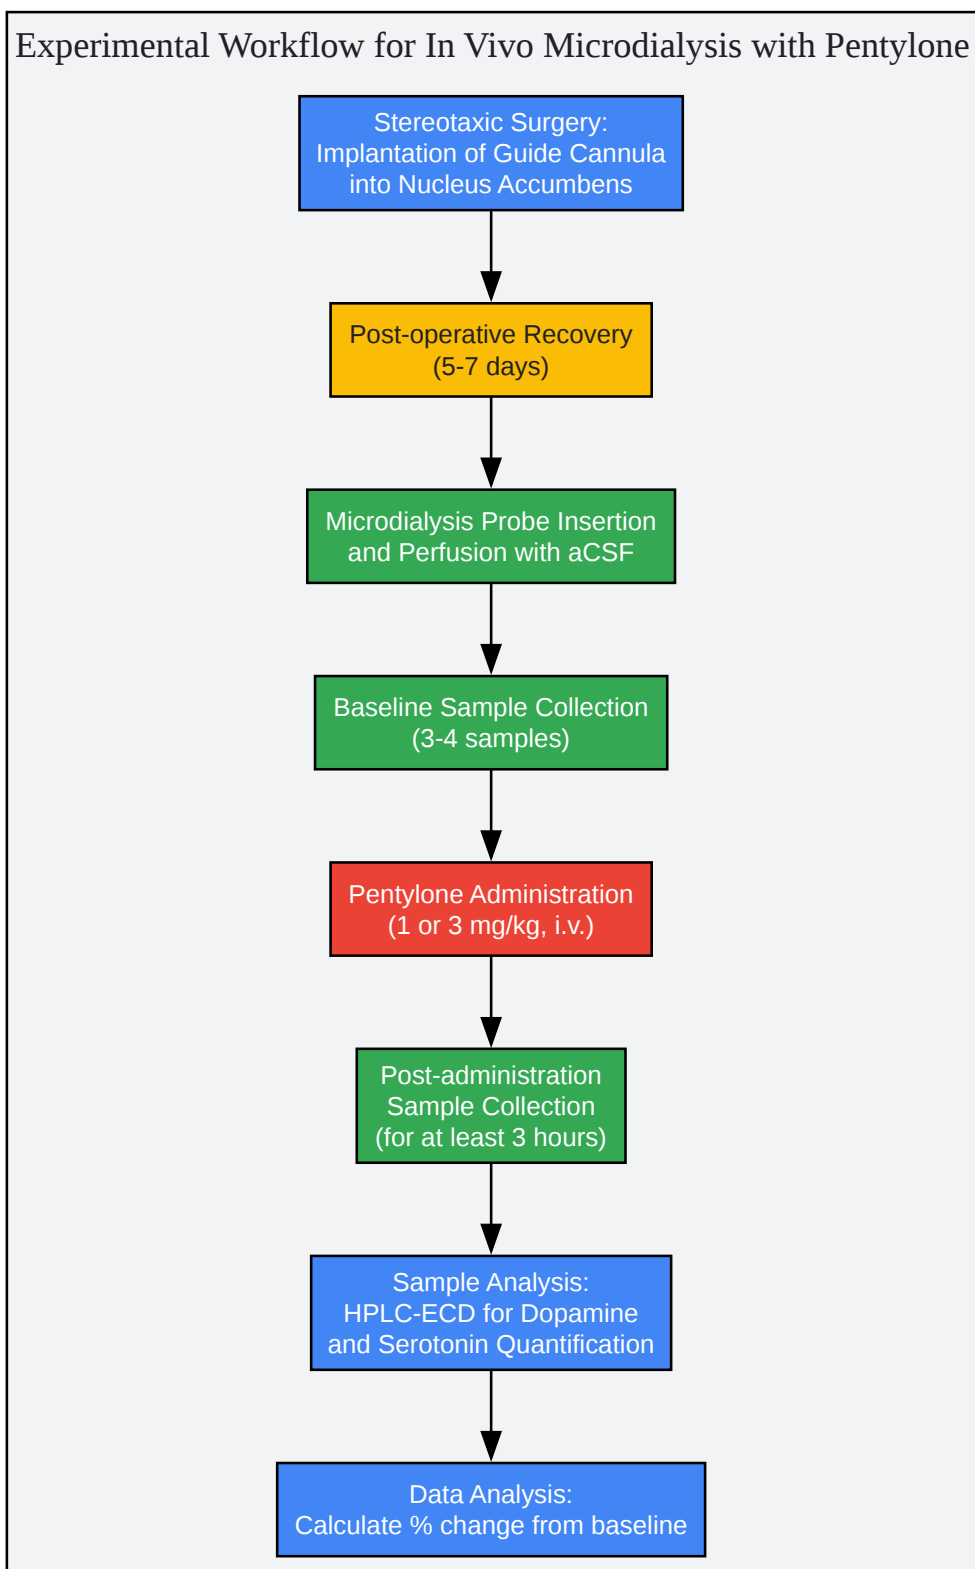 Experimental Workflow for In Vivo Microdialysis with Pentylone
Stereotaxic Surgery:
Implantation of Guide Cannula
into Nucleus Accumbens
Post-operative Recovery
(5-7 days)
Microdialysis Probe Insertion
and Perfusion with aCSF
Baseline Sample Collection
(3-4 samples)
Pentylone Administration
(1 or 3 mg/kg, i.v.)
Post-administration
Sample Collection
(for at least 3 hours)
Sample Analysis:
HPLC-ECD for Dopamine
and Serotonin Quantification
Data Analysis:
Calculate % change from baseline